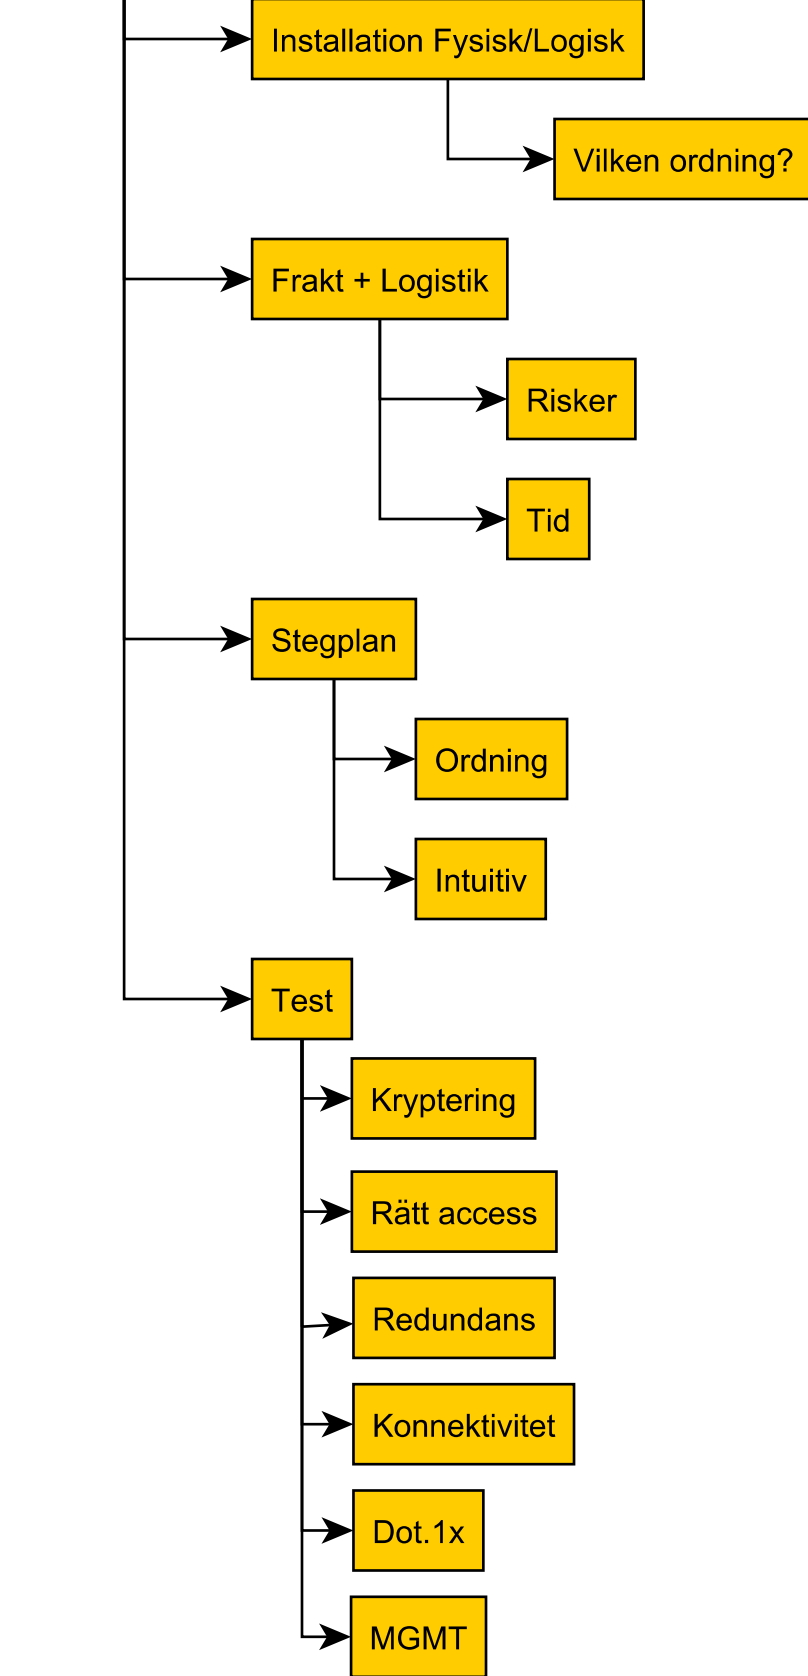 Installation Fysisk/Logisk
Vilken ordning?
Frakt + Logistik
Risker
Tid
Stegplan
Ordning
Intuitiv
Test
Kryptering
Rätt access
Redundans
Konnektivitet
Dot.1x
MGMT